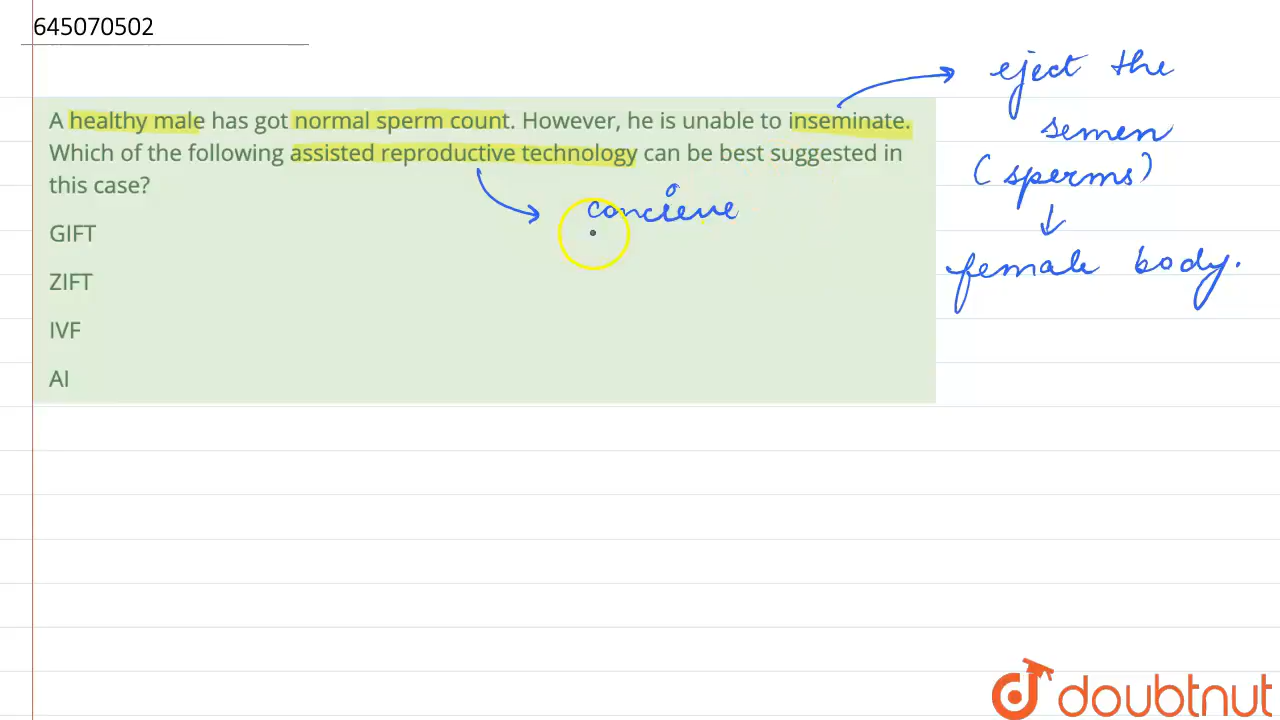 645070502
eject the
semen
(sperms)
↓
female body.
A healthy male has got normal sperm count. However, he is unable to inseminate.
Which of the following assisted reproductive technology can be best suggested in
this case?
concieve
GIFT
ZIFT
IVF
AI
doubtnut